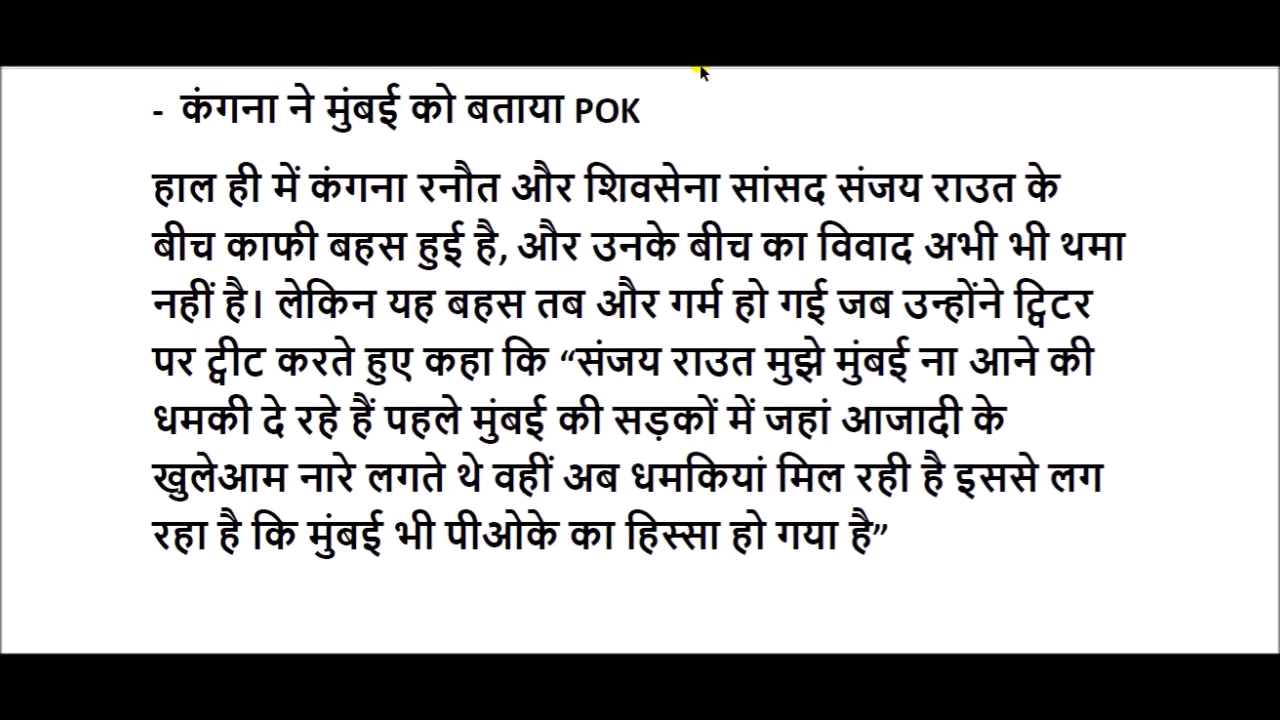 - कंगना ने मुंबई को बताया POK
हाल ही में कंगना रनौत और शिवसेना सांसद संजय राउत के
बीच काफी बहस हुई है, और उनके बीच का विवाद अभी भी थमा
नहीं है। लेकिन यह बहस तब और गर्म हो गई जब उन्होंने ट्विटर
पर ट्वीट करते हुए कहा कि “संजय राउत मुझे मुंबई ना आने की
धमकी दे रहे हैं पहले मुंबई की सड़कों में जहां आजादी के
खुलेआम नारे लगते थे वहीं अब धमकियां मिल रही है इससे लग
रहा है कि मुंबई भी पीओके का हिस्सा हो गया है”